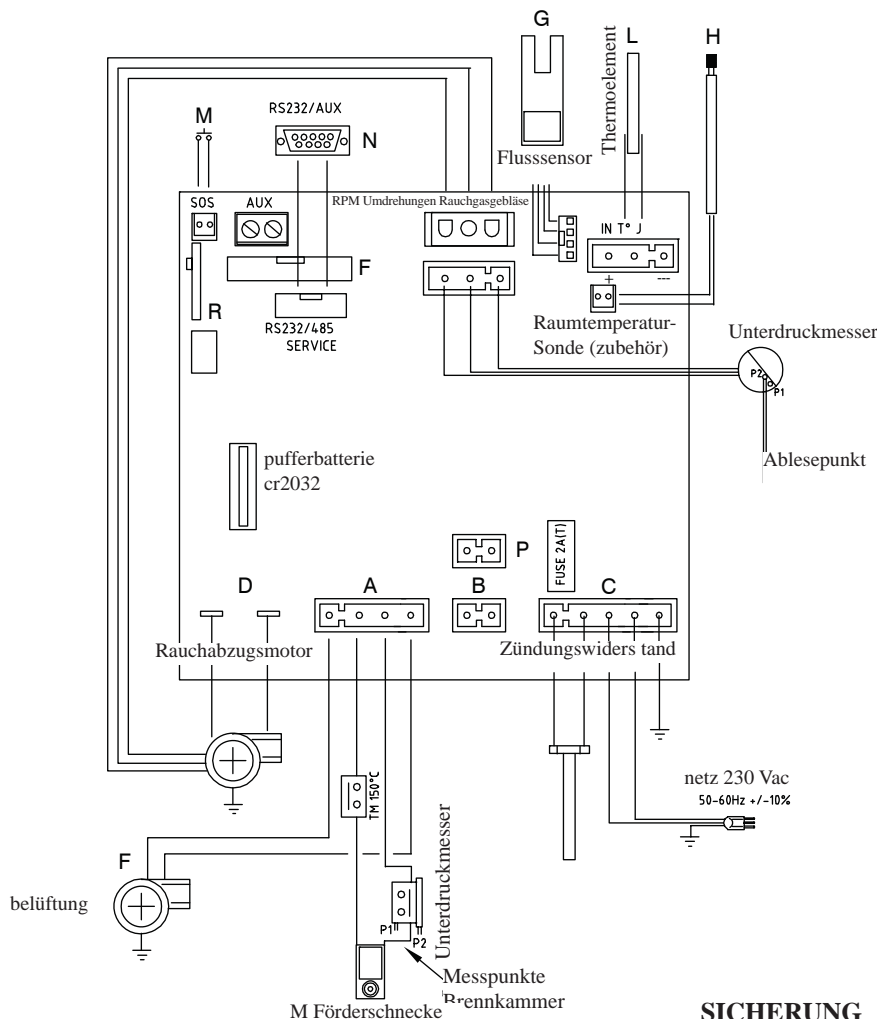 G
L
H
Thermoelement
M
RS232/AUX
N
Flusssensor
SOS
AUX
RPM Umdrehungen Rauchgasgebläse
IN T° J
F
+
---
R
RS232/485
SERVICE
Raumtemperatur-
Sonde (zubehör)
Unterdruckmesser
P2
P1
Ablesepunkt
pufferbatterie
cr2032
P
FUSE 2A(T)
D
A
B
C
Rauchabzugsmotor
Zündungswiders tand
TM 150°C
netz 230 Vac
50-60Hz +/-10%
F
Unterdruckmesser
belüftung
P1
P2
Messpunkte
Brennkammer
M Förderschnecke
SICHERUNG